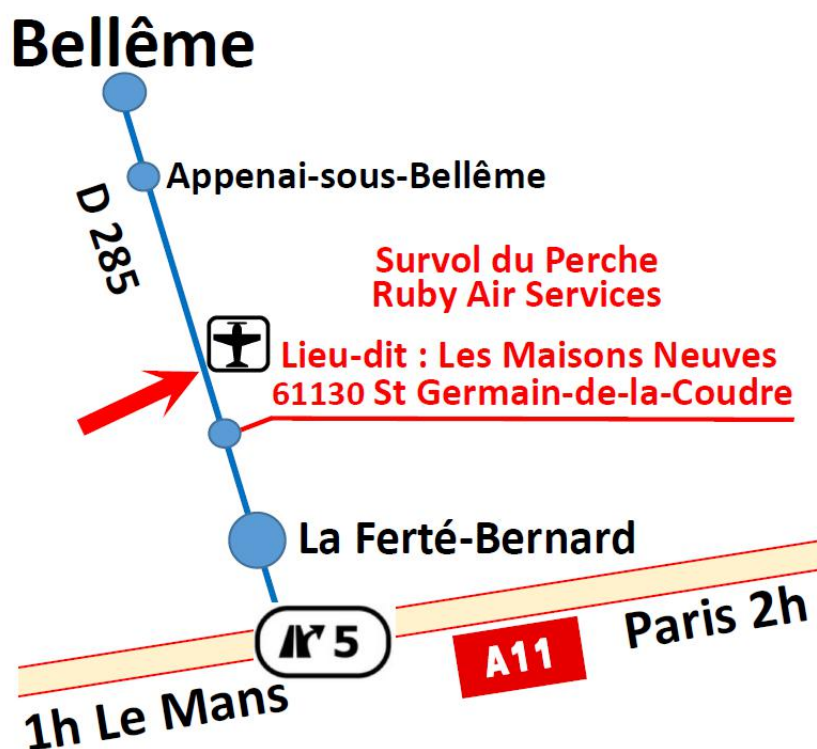 Bellême
Appenai-sous-Bellême
D 285
Survol du Perche
Ruby Air Services
Lieu-dit : Les Maisons Neuves
61130 St Germain-de-la-Coudre
La Ferté-Bernard
5
Paris 2h
A11
1h Le Mans